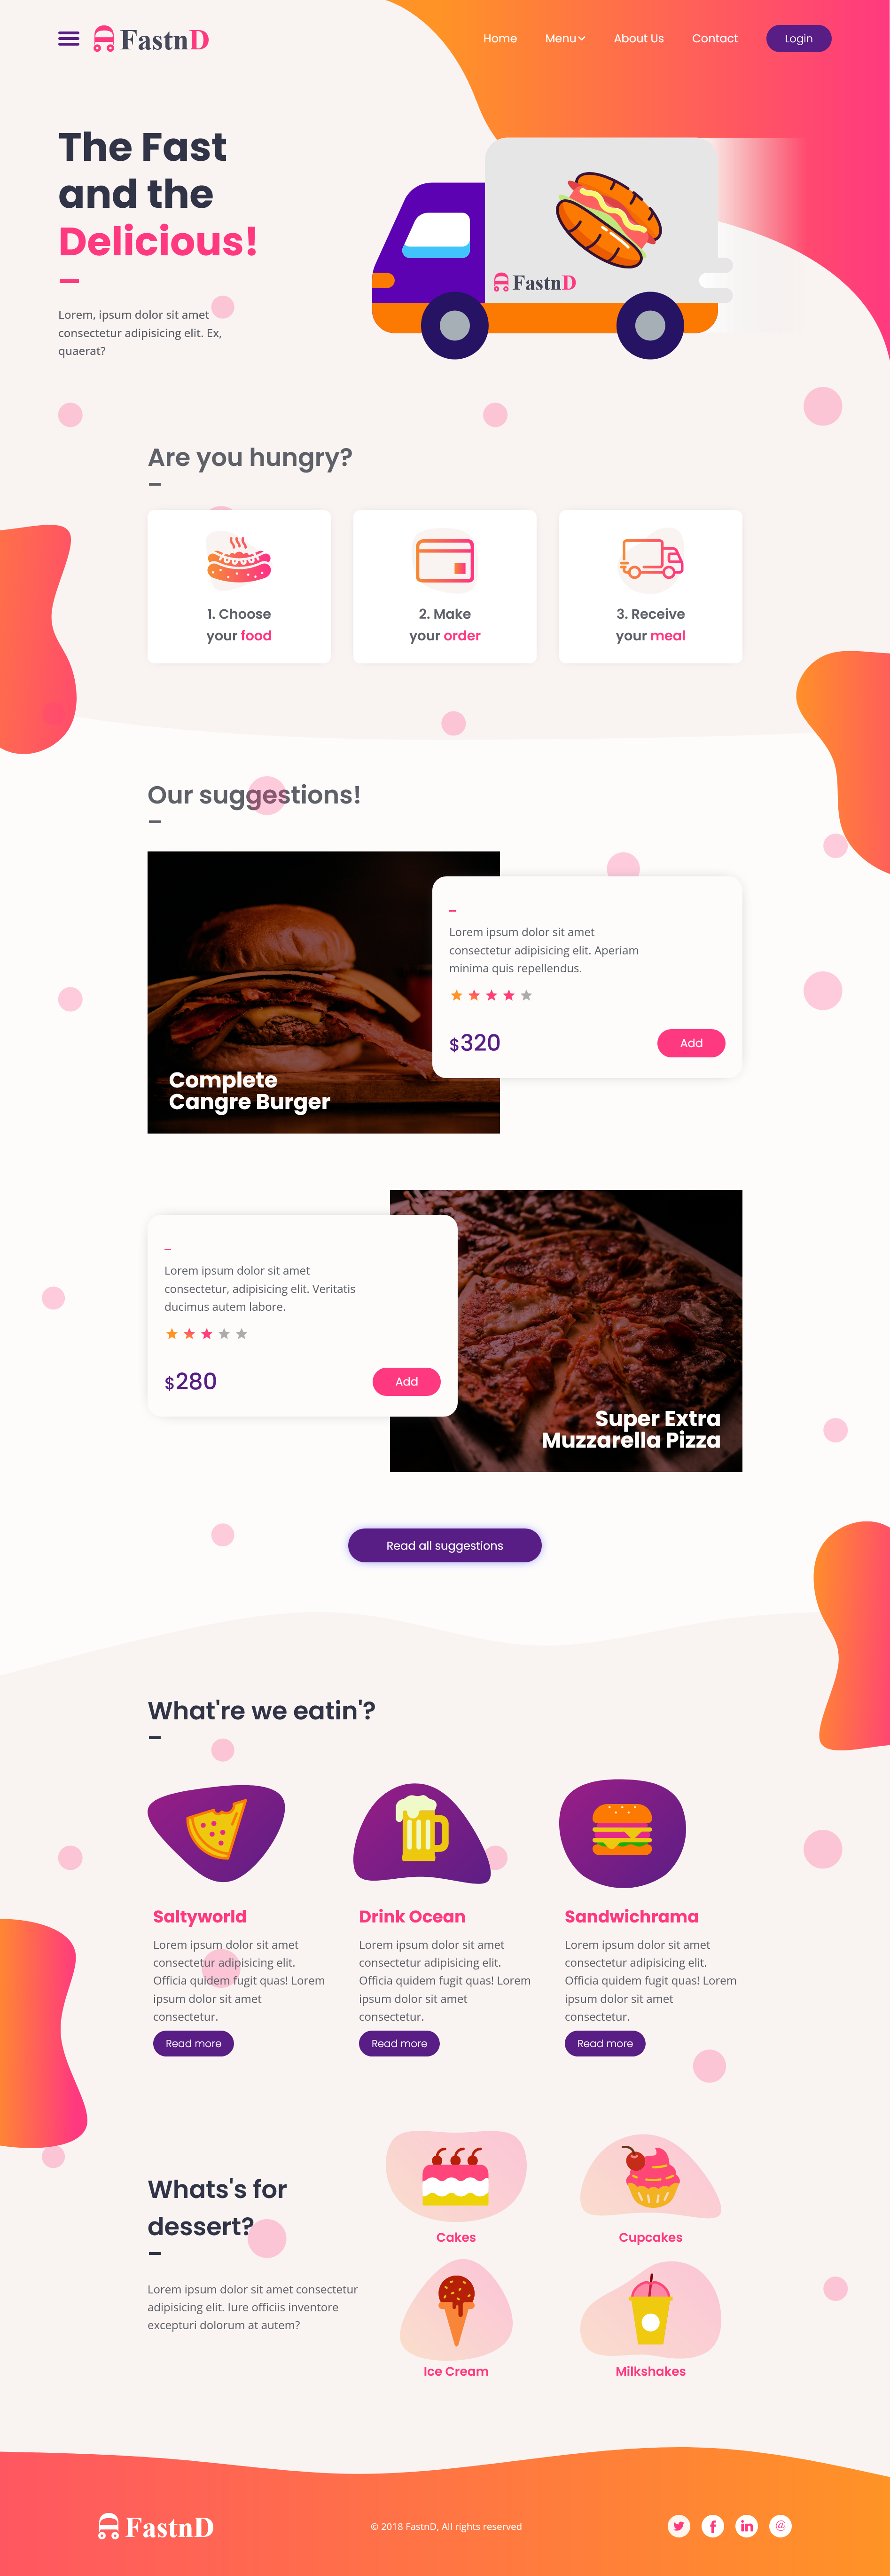 FastnD
Home
Menu
About Us
Contact
Login
The Fast
and the
Delicious!
Lorem, ipsum dolor sit amet
consectetur adipisicing elit. Ex,
quaerat?
FastnD
Are you hungry?
1. Choose
your food
2. Make
your order
3. Receive
your meal
Our suggestions!
Complete
Cangre Burger
Lorem ipsum dolor sit amet
consectetur adipisicing elit. Aperiam
minima quis repellendus.
$320
Add
Lorem ipsum dolor sit amet
consectetur, adipisicing elit. Veritatis
ducimus autem labore.
$280
Add
Super Extra
Muzzarella Pizza
Read all suggestions
What're we eatin'?
Saltyworld
Lorem ipsum dolor sit amet
consectetur adipisicing elit.
Officia quidem fugit quas! Lorem
ipsum dolor sit amet
consectetur.
Read more
Drink Ocean
Lorem ipsum dolor sit amet
consectetur adipisicing elit.
Officia quidem fugit quas! Lorem
ipsum dolor sit amet
consectetur.
Read more
Sandwichrama
Lorem ipsum dolor sit amet
consectetur adipisicing elit.
Officia quidem fugit quas! Lorem
ipsum dolor sit amet
consectetur.
Read more
Whats's for
dessert?
Lorem ipsum dolor sit amet consectetur
adipisicing elit. Iure officiis inventore
excepturi dolorum at autem?
Cakes
Cupcakes
Ice Cream
Milkshakes
FastnD
© 2018 FastnD, All rights reserved